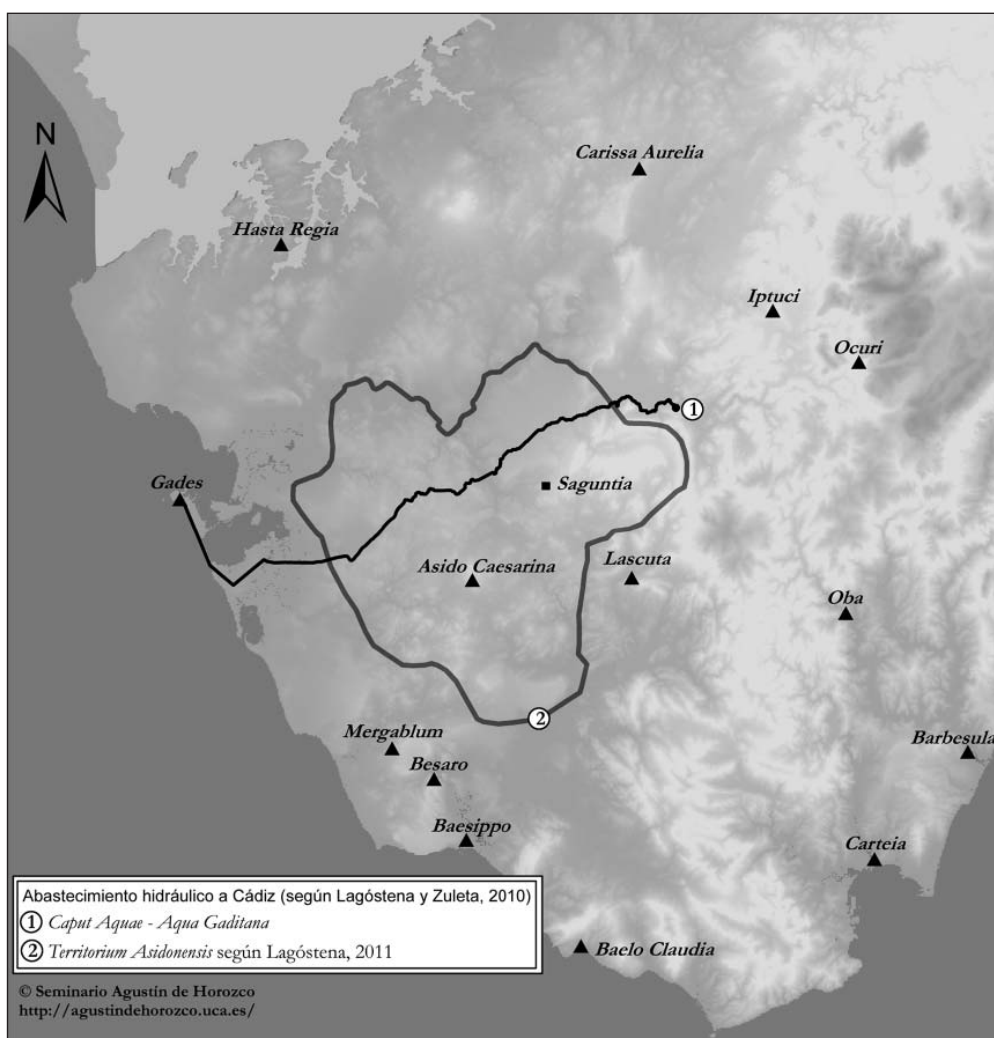 N
Carissa Aurelia
Hasta Regia
Iptuci
Ocuri
1
Gades
Saguntia
Asido Caesarina
Lascuta
Oba
2
Mergablum
Besaro
Barbesula
Baesippo
Carteia
Baelo Claudia
Abastecimiento hidráulico a Cádiz (según Lagóstena y Zuleta, 2010)
1 Caput Aquae - Aqua Gaditana
2 Territorium Asidonensis según Lagóstena, 2011
© Seminario Agustín de Horozco
http://agustindehorozco.uca.es/